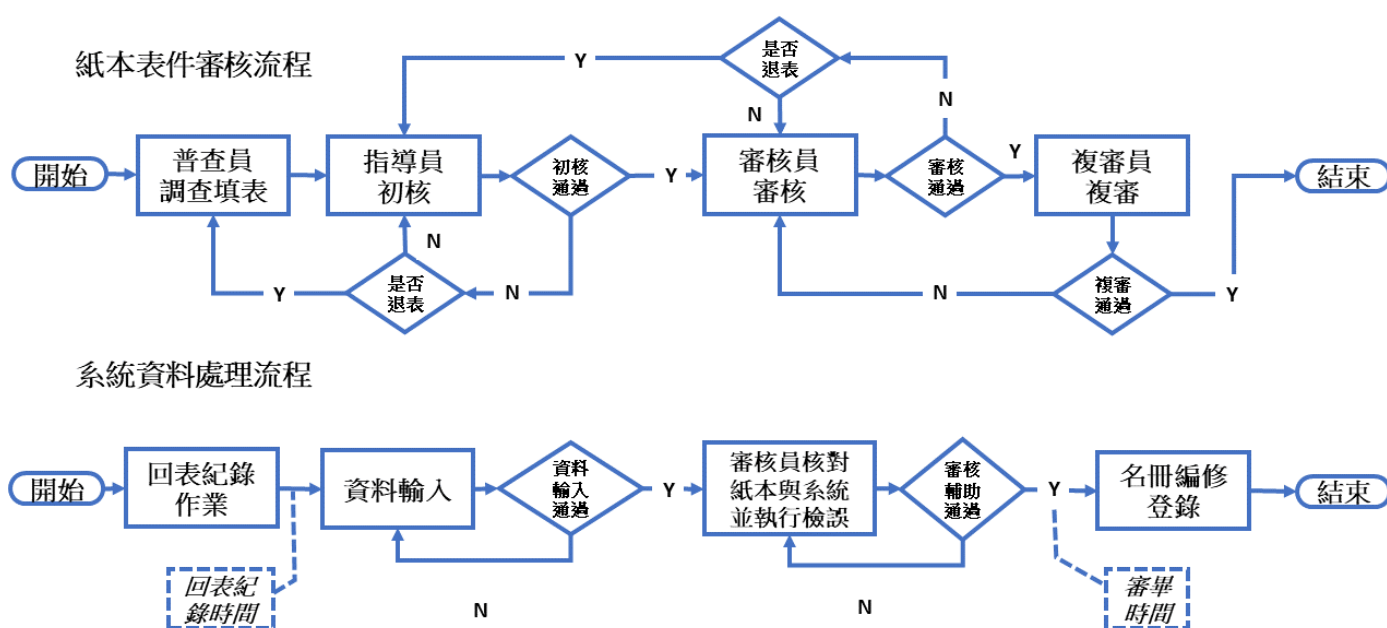 紙本表件審核流程
是否
退表
Y
N
N
開始
普查員
調查填表
指導員
初核
初核
通過
Y
審核員
審核
審核
通過
Y
複審員
複審
結束
N
是否
退表
Y
N
N
複審
通過
Y
系統資料處理流程
開始
回表紀錄
作業
資料輸入
資料
輸入
通過
Y
審核員核對
紙本與系統
並執行檢誤
審核
輔助
通過
Y
名冊編修
登錄
結束
回表紀
錄時間
N
N
審畢
時間